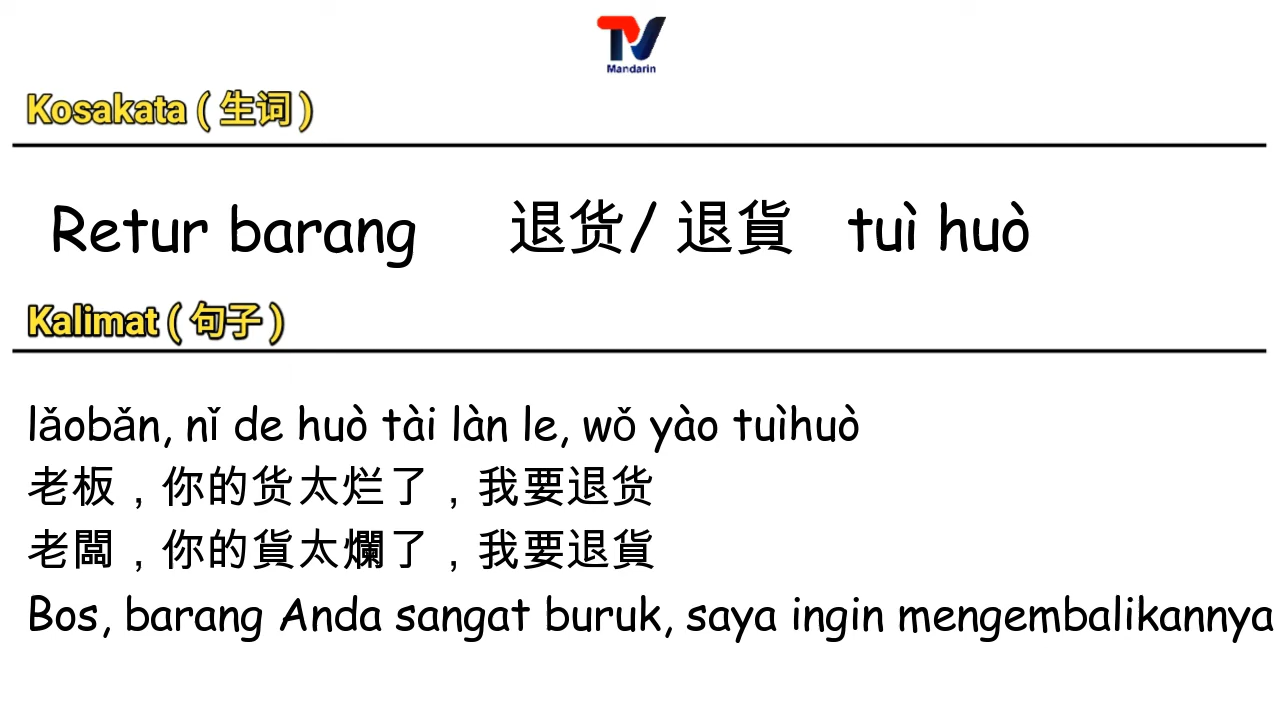 TV
Mandarin
Kosakata ( 生词 )
Retur barang 退货/ 退貨 tuì huò
Kalimat ( 句子 )
lǎobǎn, nǐ de huò tài làn le, wǒ yào tuìhuò
老板，你的货太烂了，我要退货
老闆，你的貨太爛了，我要退貨
Bos, barang Anda sangat buruk, saya ingin mengembalikannya